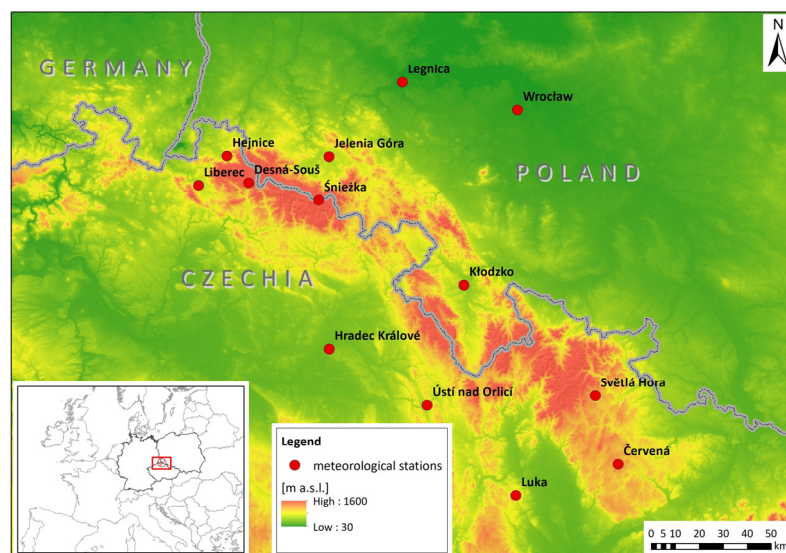 N
GERMANY
Legnica
Wrocław
Hejnice
Jelenia Góra
Liberec
Desná-Souš
Śnieżka
POLAND
CZECHIA
Kłodzko
Hradec Králové
Ústí nad Orlicí
Světlá Hora
Červená
Luka
Legend
meteorological stations
[m a.s.l.]
High : 1600
Low : 30
0 5 10 20 30 40 50
km